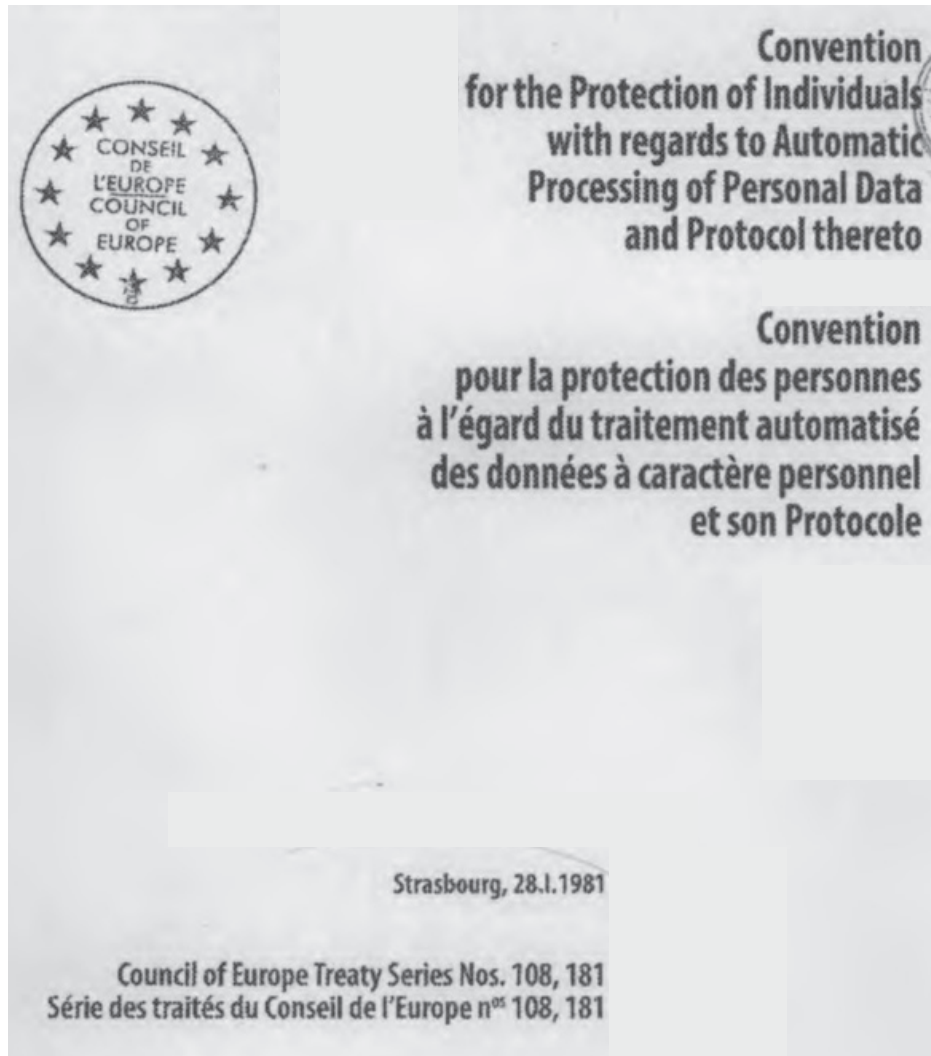 CONSEIL
DE
L'EUROPE
COUNCIL
OF
EUROPE
Convention
for the Protection of Individuals
with regards to Automatic
Processing of Personal Data
and Protocol thereto
Convention
pour la protection des personnes
à l'égard du traitement automatisé
des données à caractère personnel
et son Protocole
Strasbourg, 28.I.1981
Council of Europe Treaty Series Nos. 108, 181
Série des traités du Conseil de l'Europe nos 108, 181